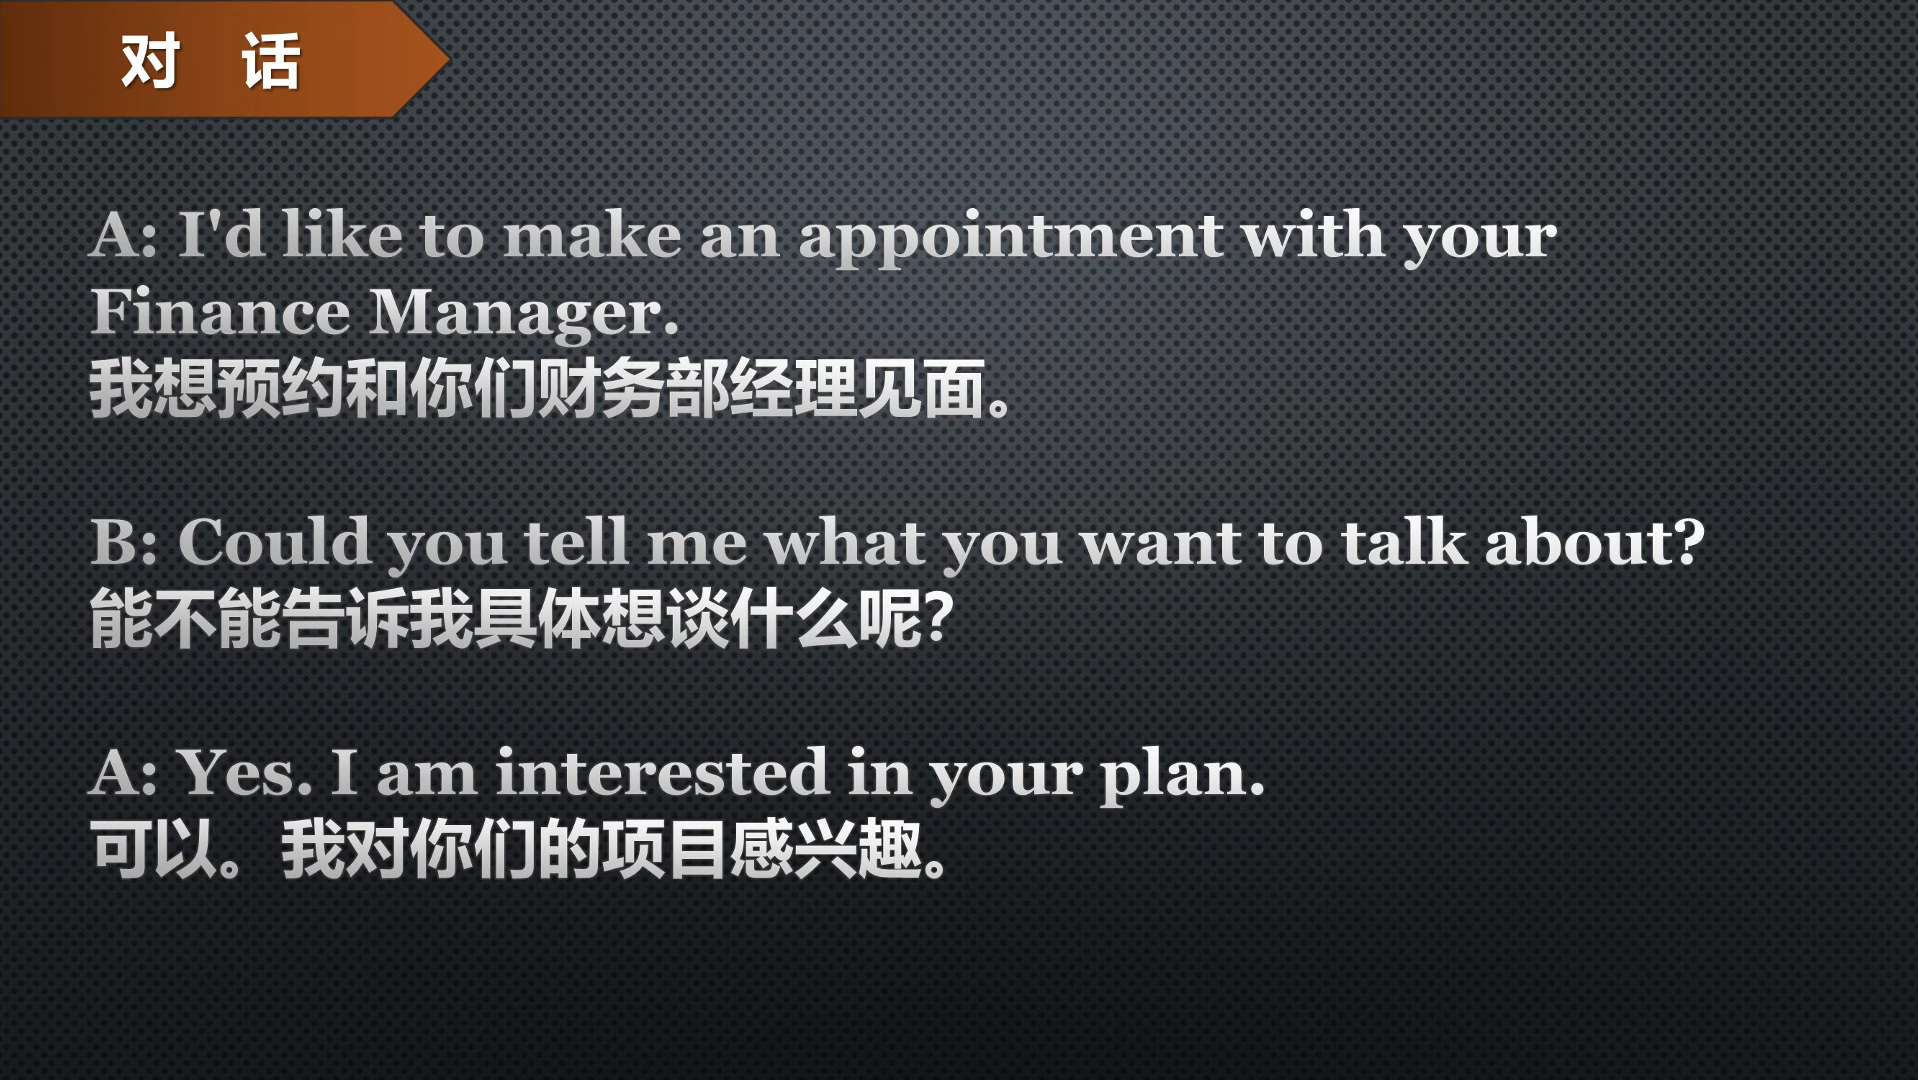 对 话
A: I'd like to make an appointment with your
Finance Manager.
我想预约和你们财务部经理见面。
B: Could you tell me what you want to talk about?
能不能告诉我具体想谈什么呢？
A: Yes. I am interested in your plan.
可以。我对你们的项目感兴趣。